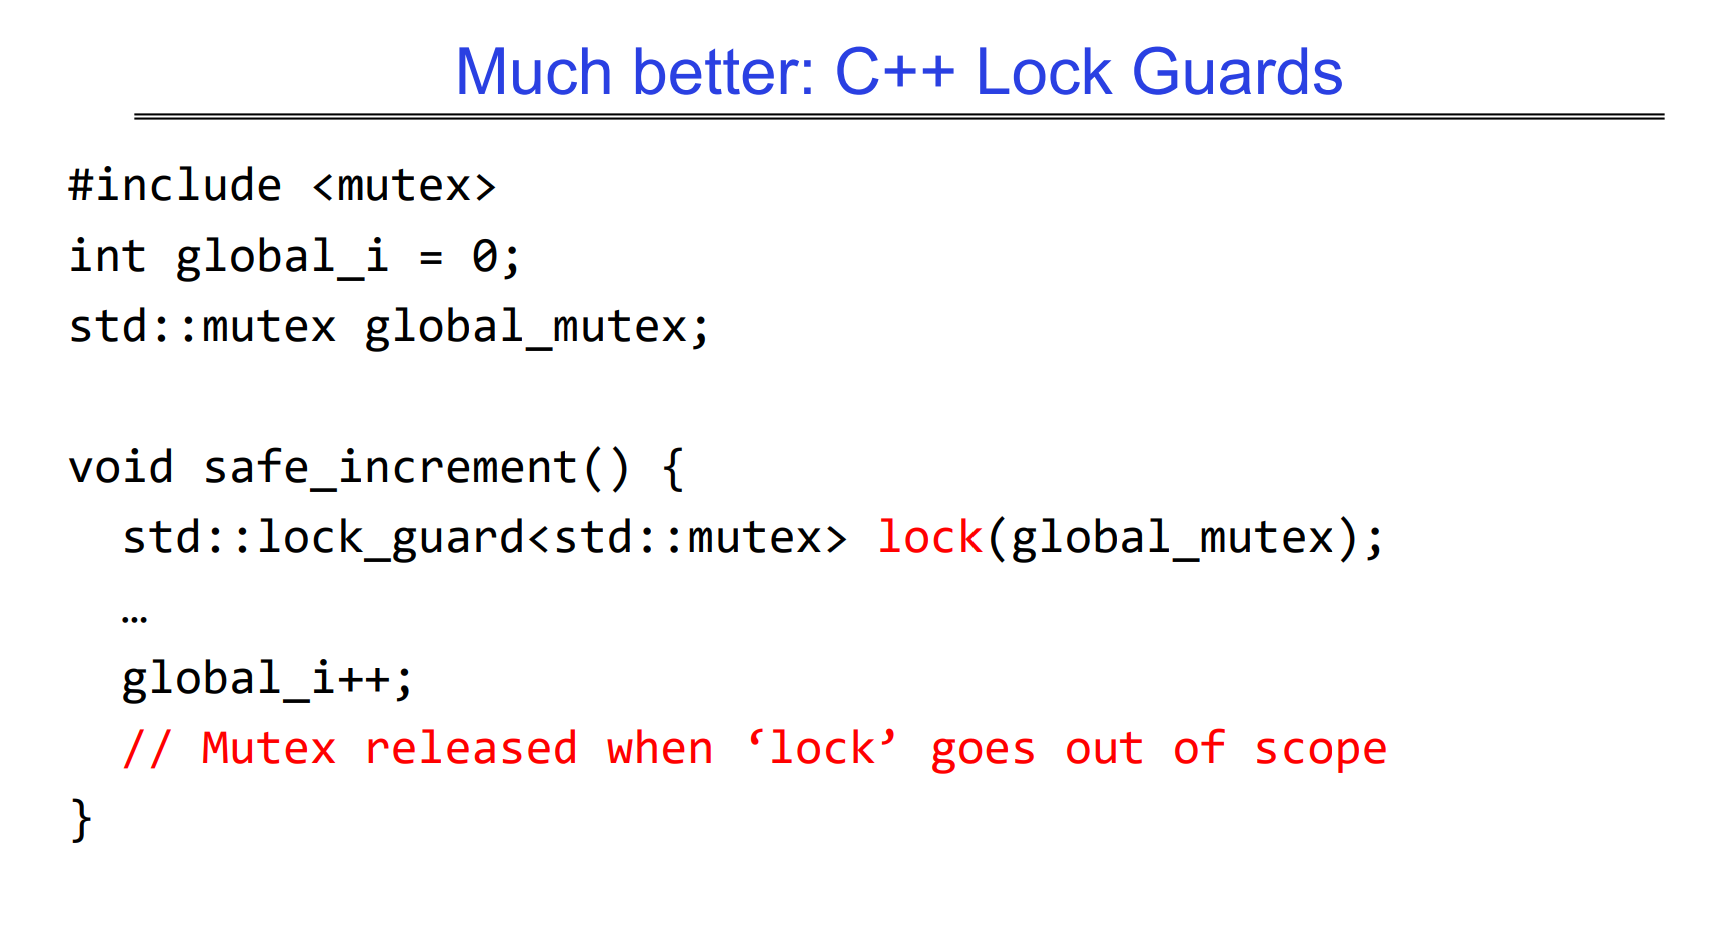 Much better: C++ Lock Guards
#include <mutex>
int global_i = 0;
std::mutex global_mutex;
void safe_increment() {
  std::lock_guard<std::mutex> lock(global_mutex);
  …
  global_i++;
  // Mutex released when ‘lock’ goes out of scope
}